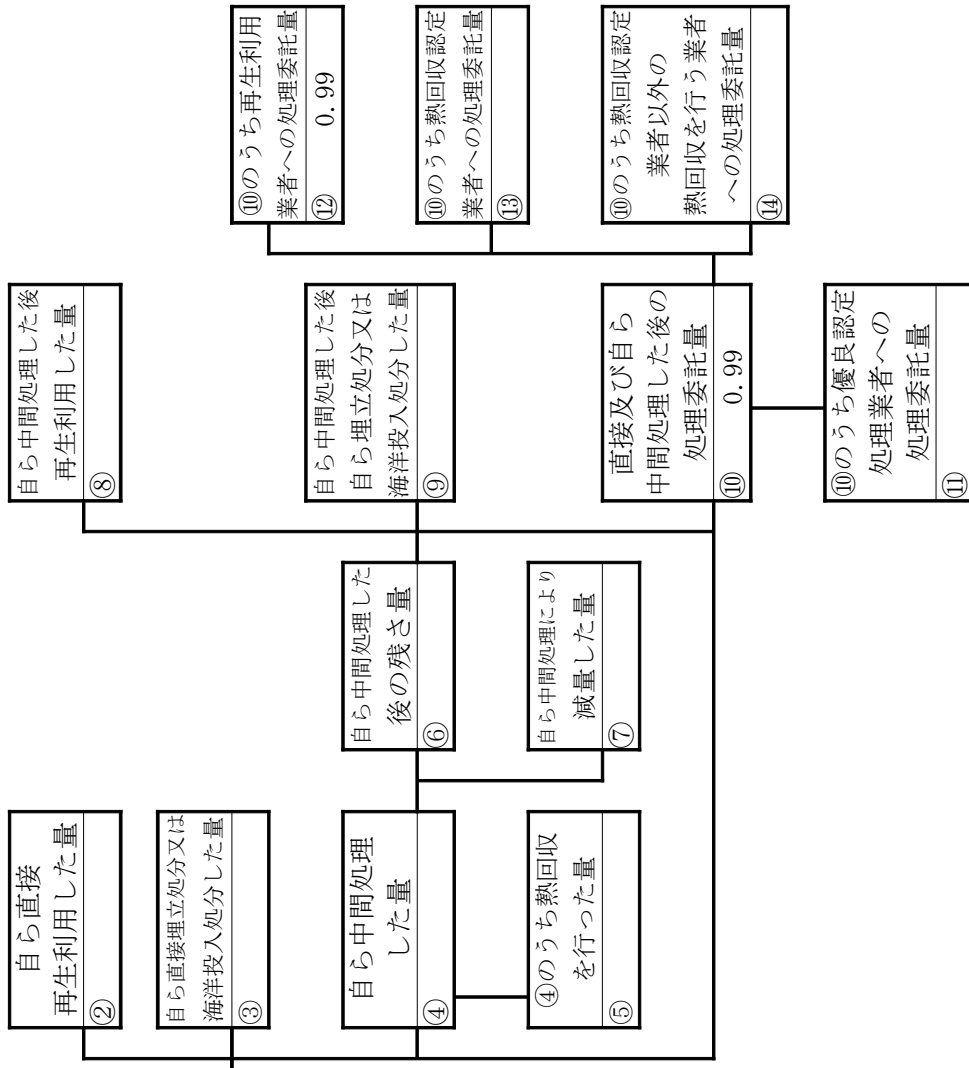 自ら直接
再生利用した量
②
自ら直接埋立処分又は
海洋投入処分した量
③
自ら中間処理
した量
④
④のうち熱回収
を行った量
⑤
自ら中間処理した
後の残さ量
⑥
自ら中間処理により
減量した量
⑦
自ら中間処理した後
再生利用した量
⑧
自ら中間処理した後
自ら埋立処分又は
海洋投入処分した量
⑨
直接及び自ら
中間処理した後の
処理委託量
⑩ 0.99
⑩のうち優良認定
処理業者への
処理委託量
⑪
⑩のうち再生利用
業者への処理委託量
⑫ 0.99
⑩のうち熱回収認定
業者への処理委託量
⑬
⑩のうち熱回収認定
業者以外の
熱回収を行う業者
への処理委託量
⑭